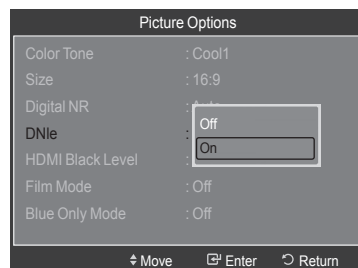 Picture Options
Color Tone : Cool1
Size : 16:9
Digital NR :
DNIe : Off
On
HDMI Black Level :
Film Mode : Off
Blue Only Mode : Off
Move Enter Return